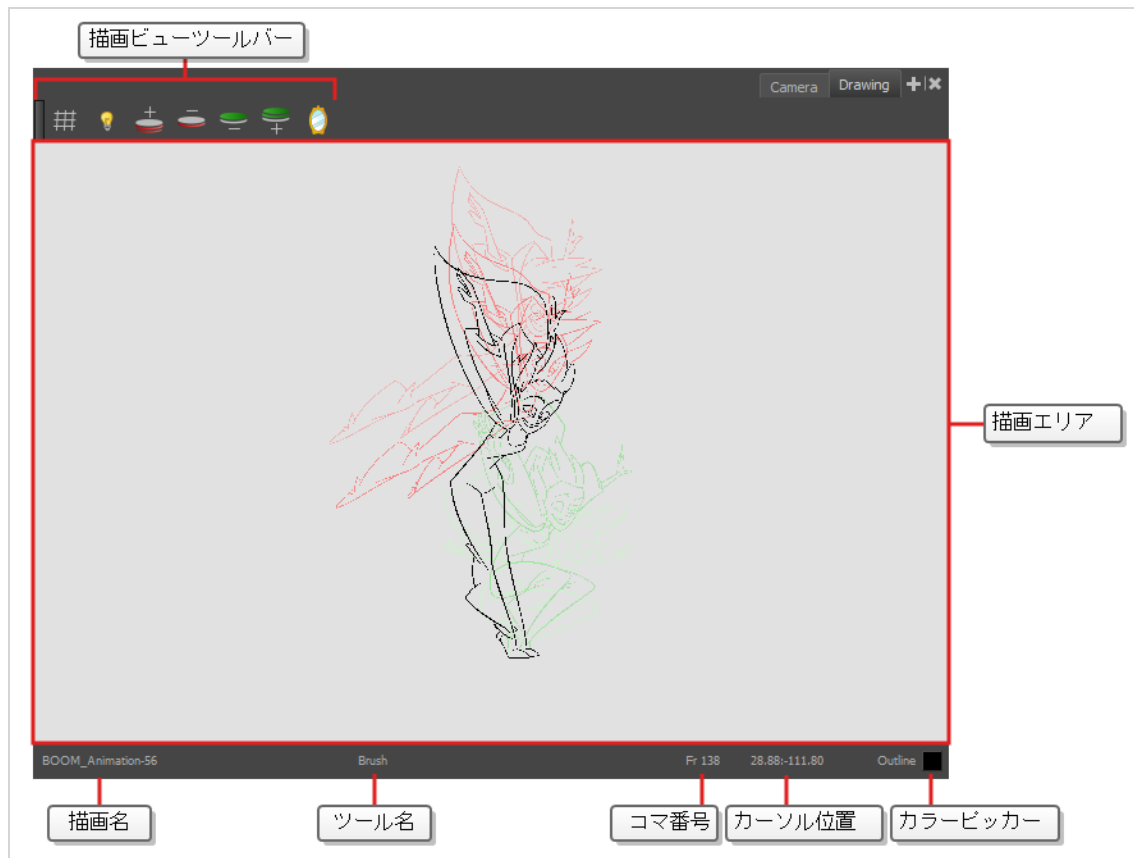 描画ビューツールバー
Camera
Drawing
描画エリア
BOOM_Animation-56
Brush
Fr 138
28.88:-111.80
Outline
描画名
ツール名
コマ番号
カーソル位置
カラーピッカー